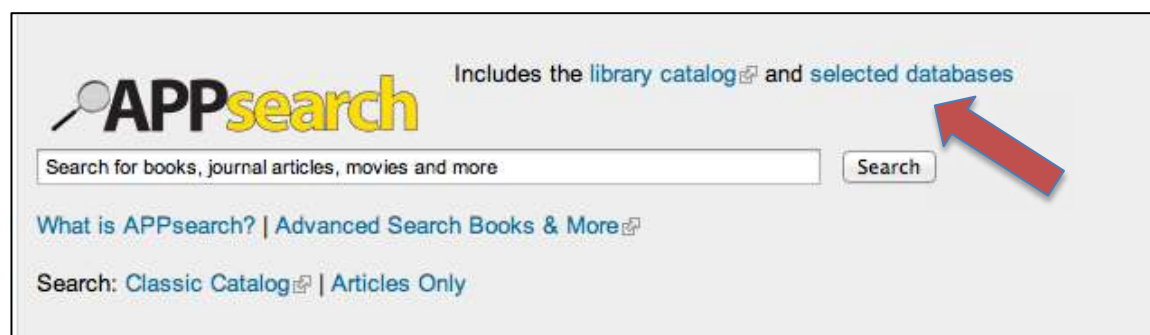 Includes the library catalog and selected databases
APPsearch
Search for books, journal articles, movies and more
Search
What is APPsearch? | Advanced Search Books & More
Search: Classic Catalog | Articles Only